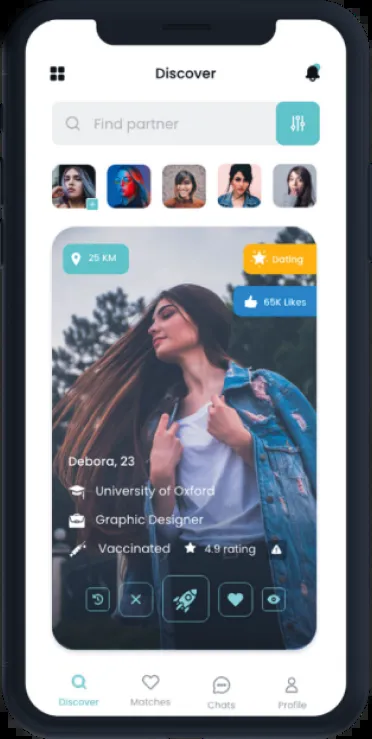 Discover
Find partner
25 KM
Dating
65K Likes
Debora, 23
University of Oxford
Graphic Designer
Vaccinated 4.9 rating
Discover Matches Chats Profile